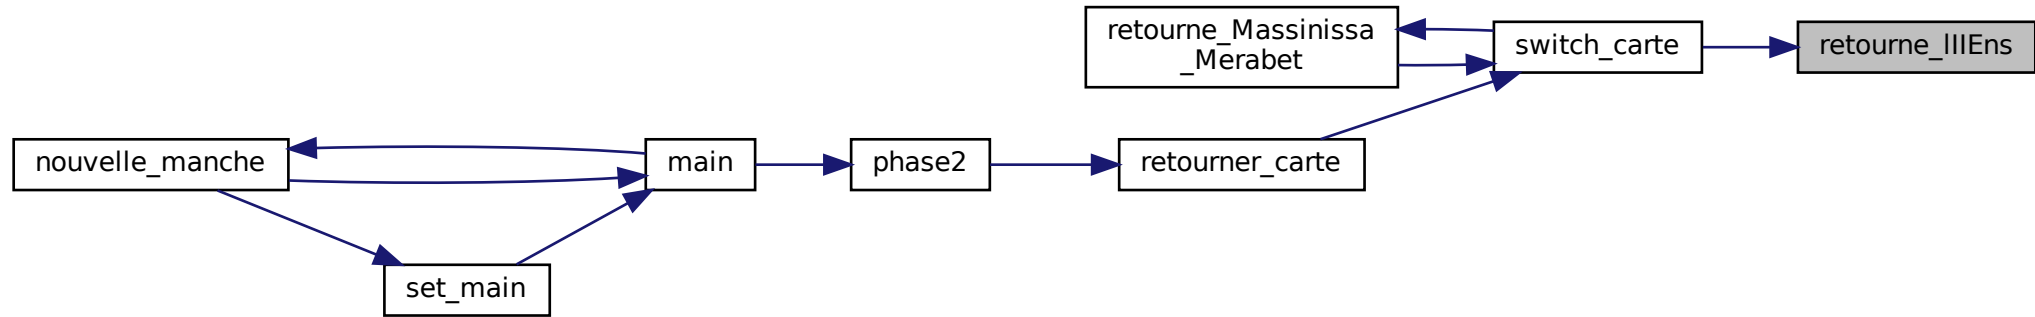 retourne_Massinissa
_Merabet
switch_carte
retourne_IIIEns
nouvelle_manche
main
phase2
retourner_carte
set_main